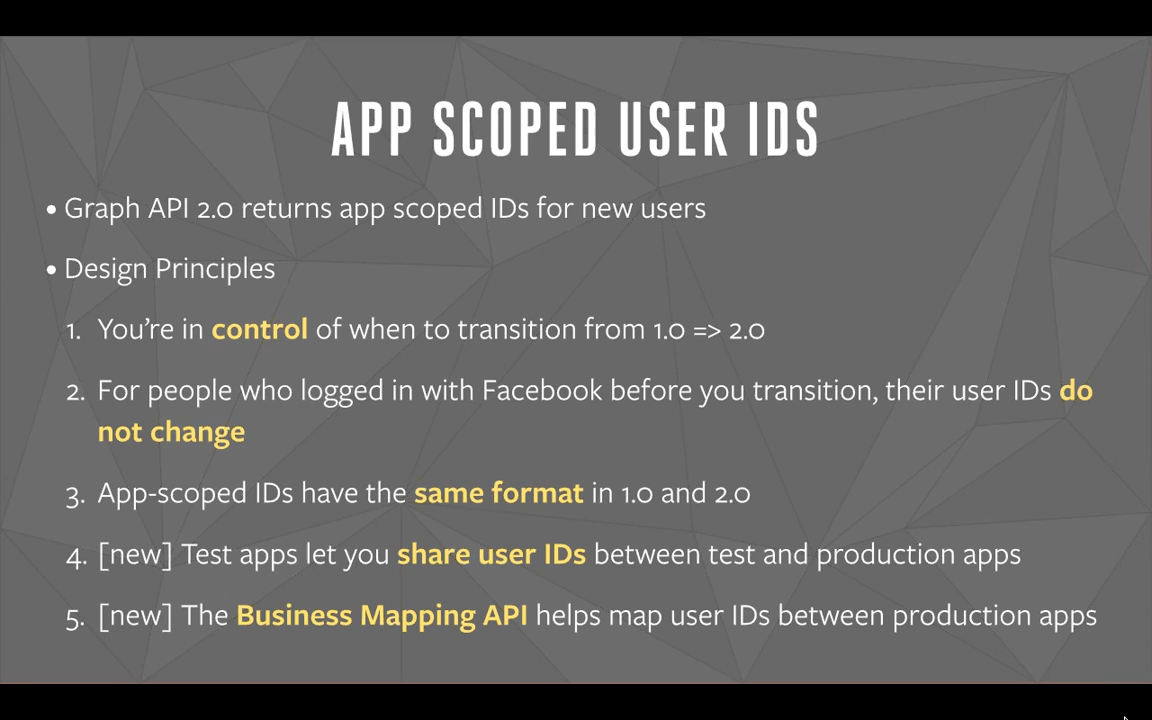 APP SCOPED USER IDS
• Graph API 2.0 returns app scoped IDs for new users
• Design Principles
1. You’re in control of when to transition from 1.0 => 2.0
2. For people who logged in with Facebook before you transition, their user IDs do
not change
3. App-scoped IDs have the same format in 1.0 and 2.0
4. [new] Test apps let you share user IDs between test and production apps
5. [new] The Business Mapping API helps map user IDs between production apps